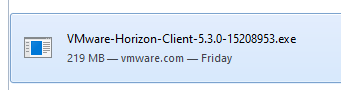 VMware-Horizon-Client-5.3.0-15208953.exe
219 MB — vmware.com — Friday